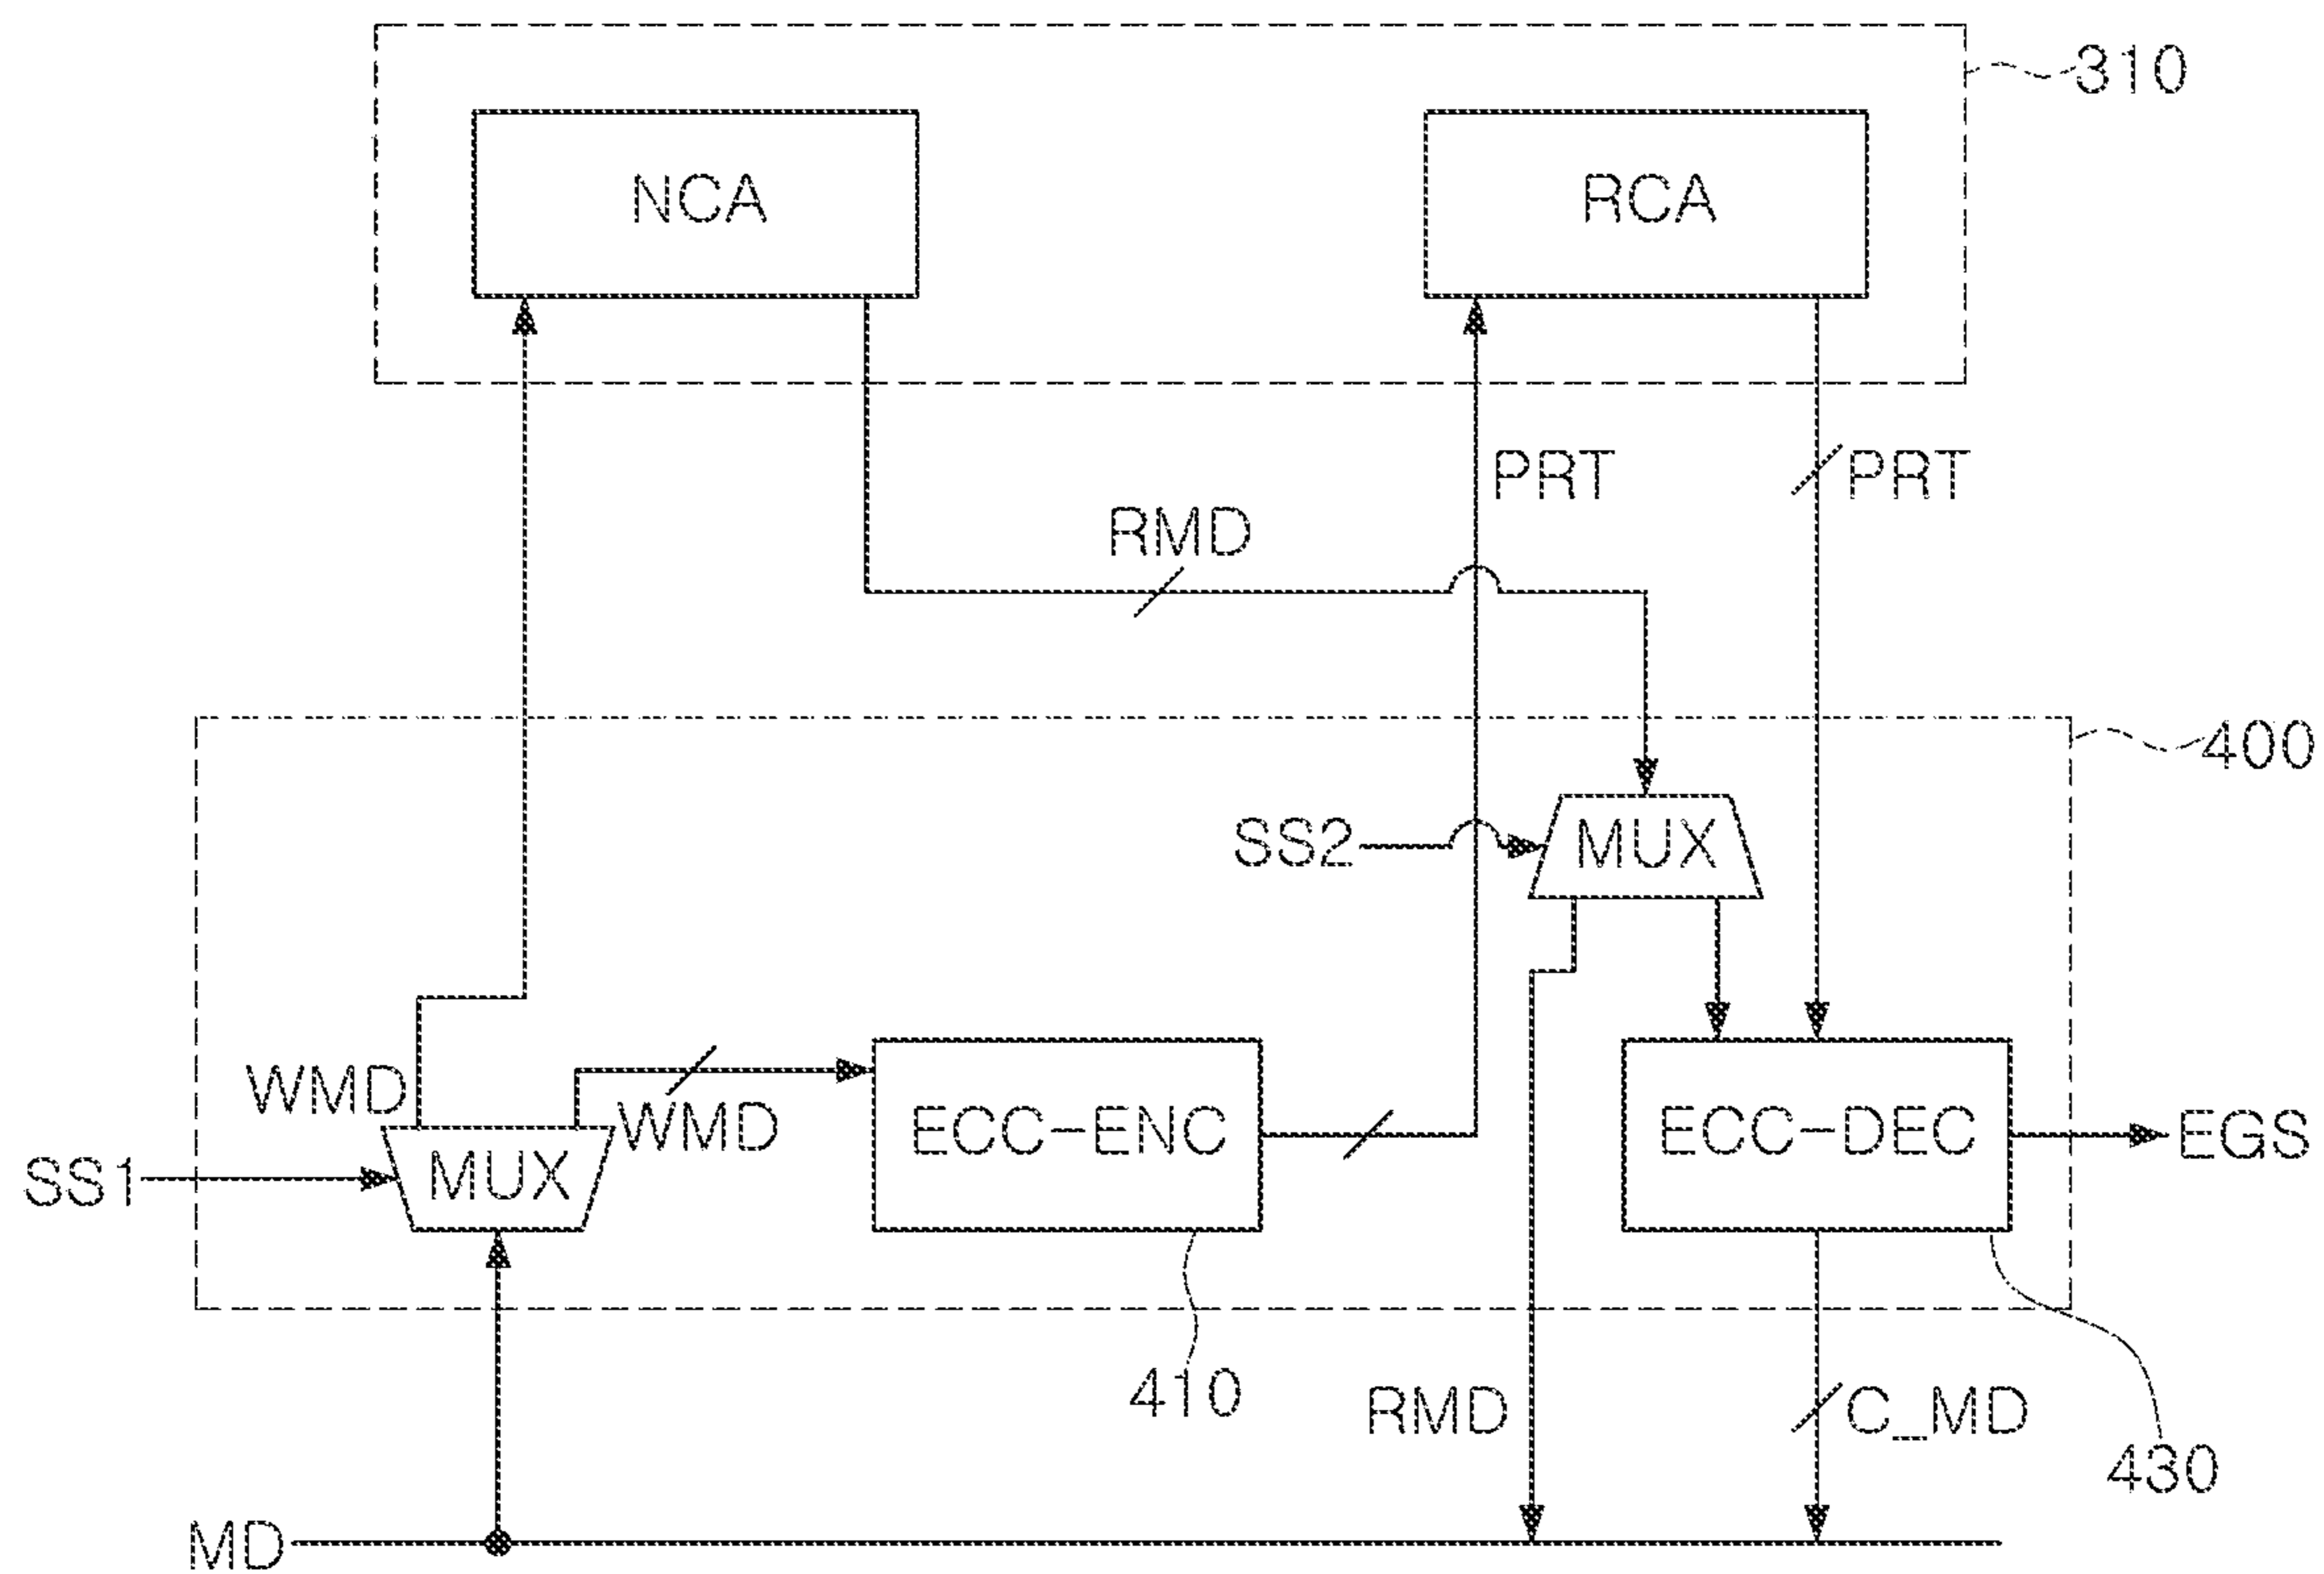 310
NCA
RCA
PRT
PRT
RMD
400
SS2
MUX
WMD
WMD
ECC-ENC
ECC-DEC
EGS
SS1
MUX
410
RMD
C_MD
430
MD